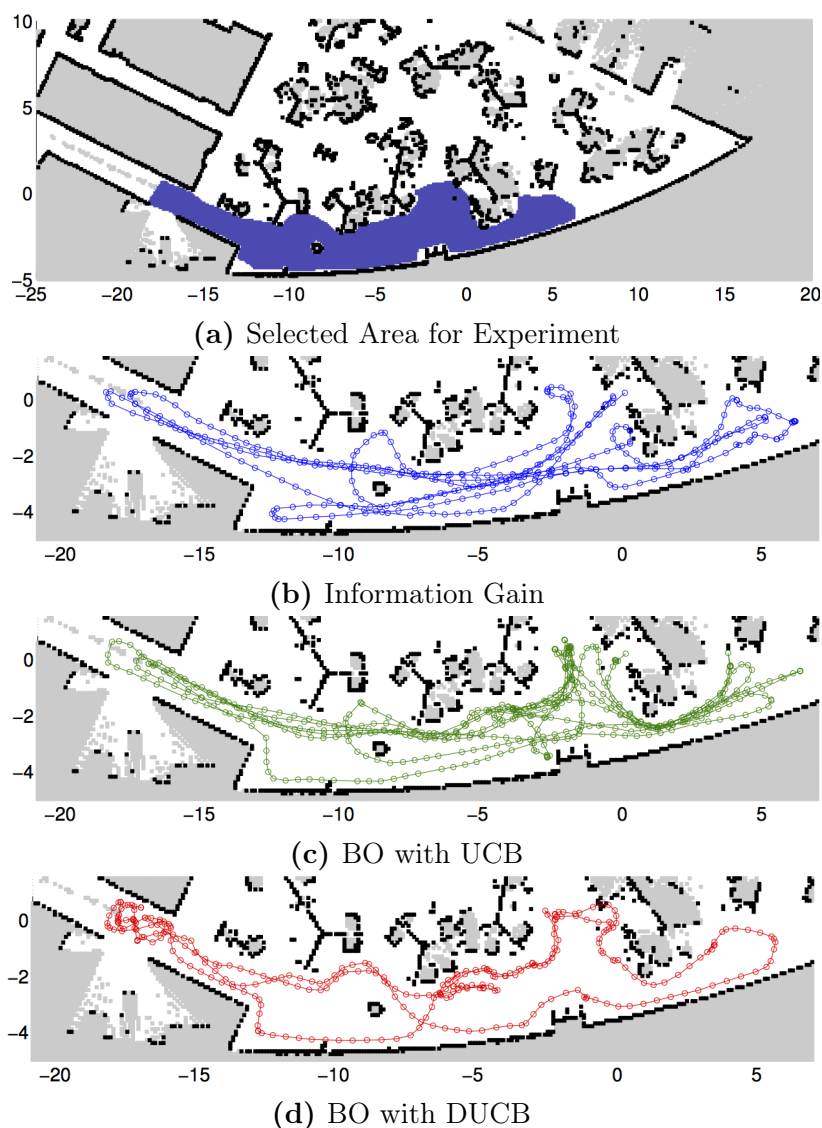 10
5
0
−5
−25 −20 −15 −10 −5 0 5 10 15 20
(a) Selected Area for Experiment
0
−2
−4
−20 −15 −10 −5 0 5
(b) Information Gain
0
−2
−4
−20 −15 −10 −5 0 5
(c) BO with UCB
0
−2
−4
−20 −15 −10 −5 0 5
(d) BO with DUCB